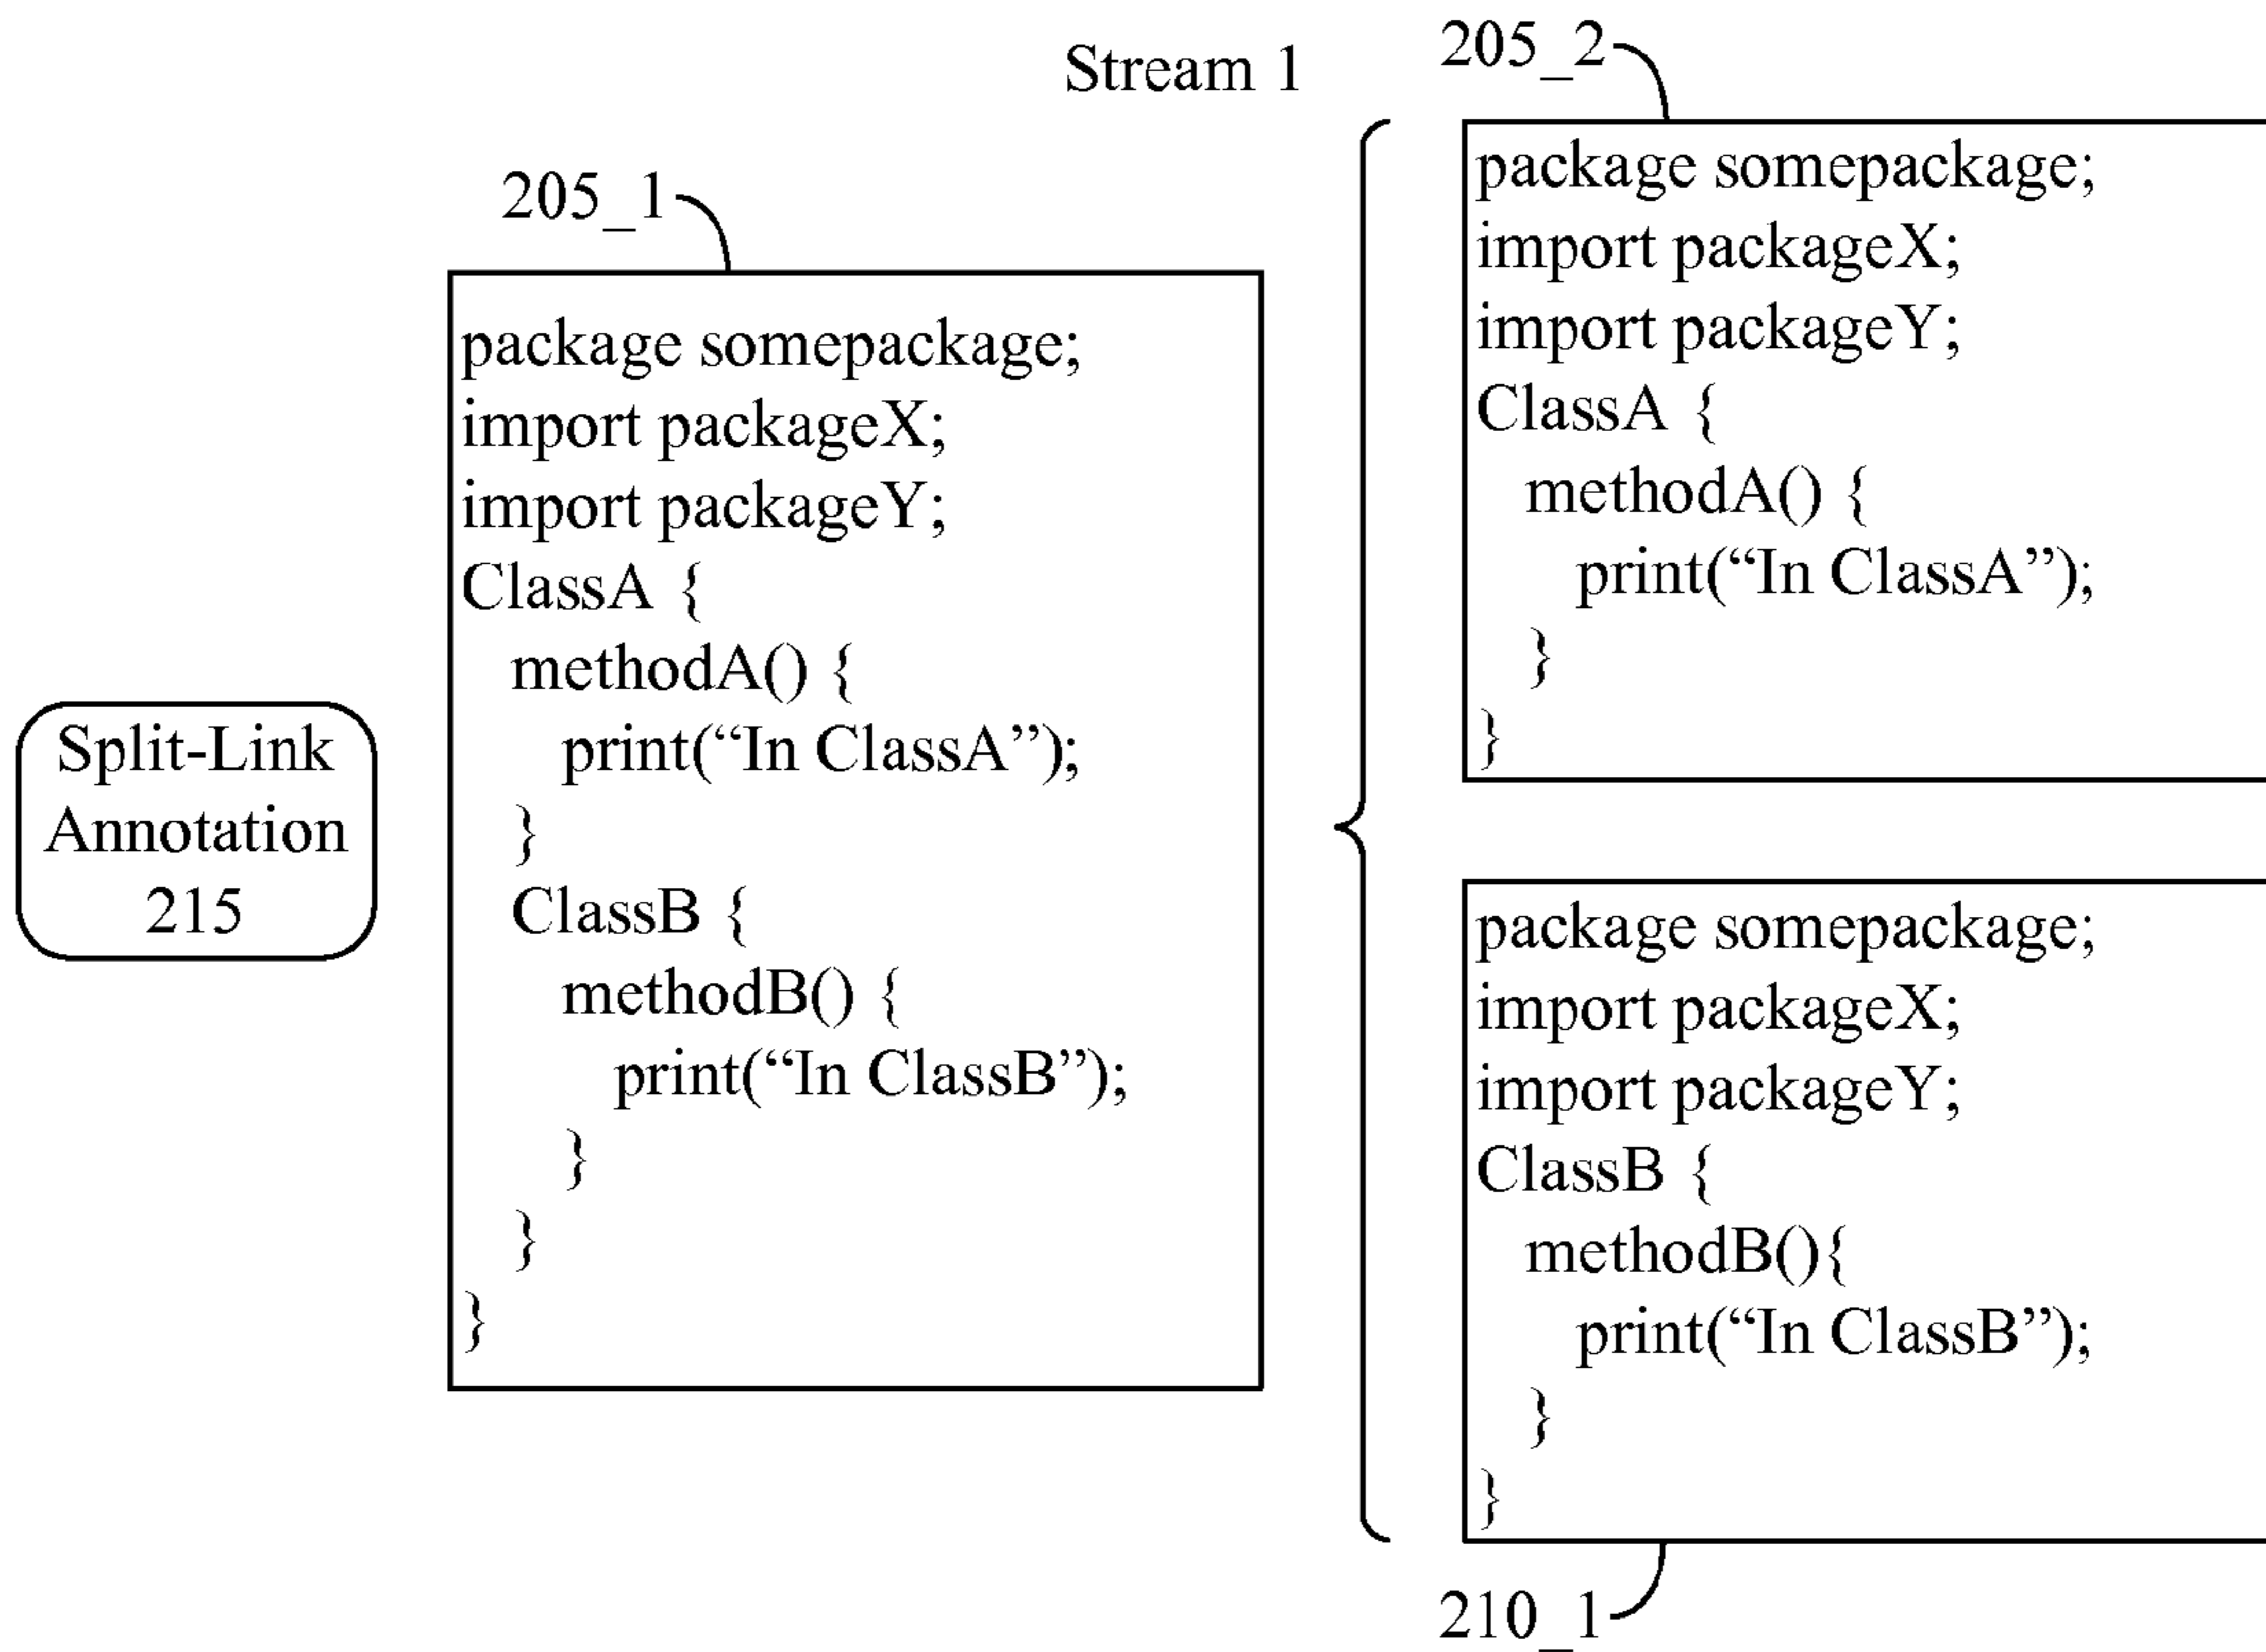 Stream 1
205_1
package somepackage;
import packageX;
import packageY;
ClassA {
  methodA() {
    print(“In ClassA”);
  }
  ClassB {
    methodB() {
      print(“In ClassB”);
    }
  }
}
Split-Link
Annotation
215
205_2
package somepackage;
import packageX;
import packageY;
ClassA {
  methodA() {
    print(“In ClassA”);
  }
}
package somepackage;
import packageX;
import packageY;
ClassB {
  methodB(){
    print(“In ClassB”);
  }
}
210_1